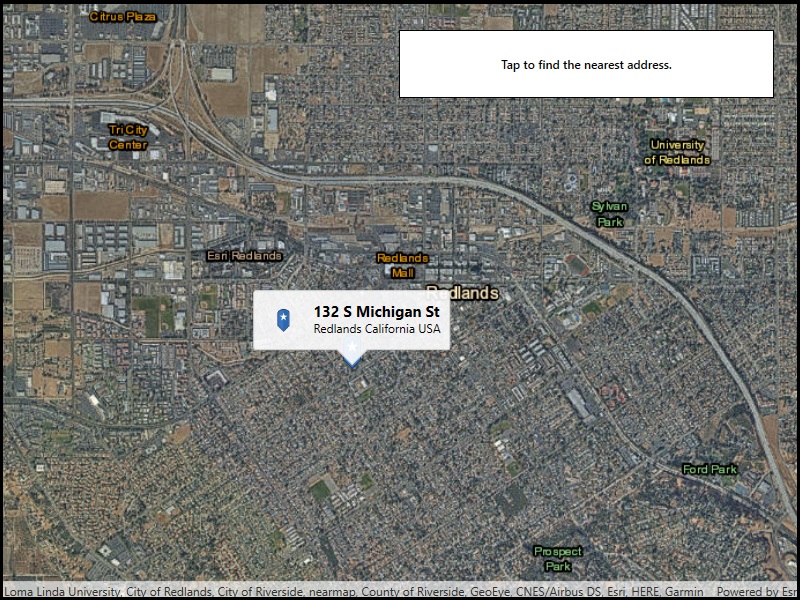 Citrus Plaza
Tap to find the nearest address.
Tri City
Center
University
of Redlands
Sylvan
Park
Esri Redlands
Redlands
Mall
Redlands
132 S Michigan St
Redlands California USA
Ford Park
Prospect
Park
Loma Linda University, City of Redlands, City of Riverside, nearmap, County of Riverside, GeoEye, CNES/Airbus DS, Esri, HERE, Garmin Powered by Esr